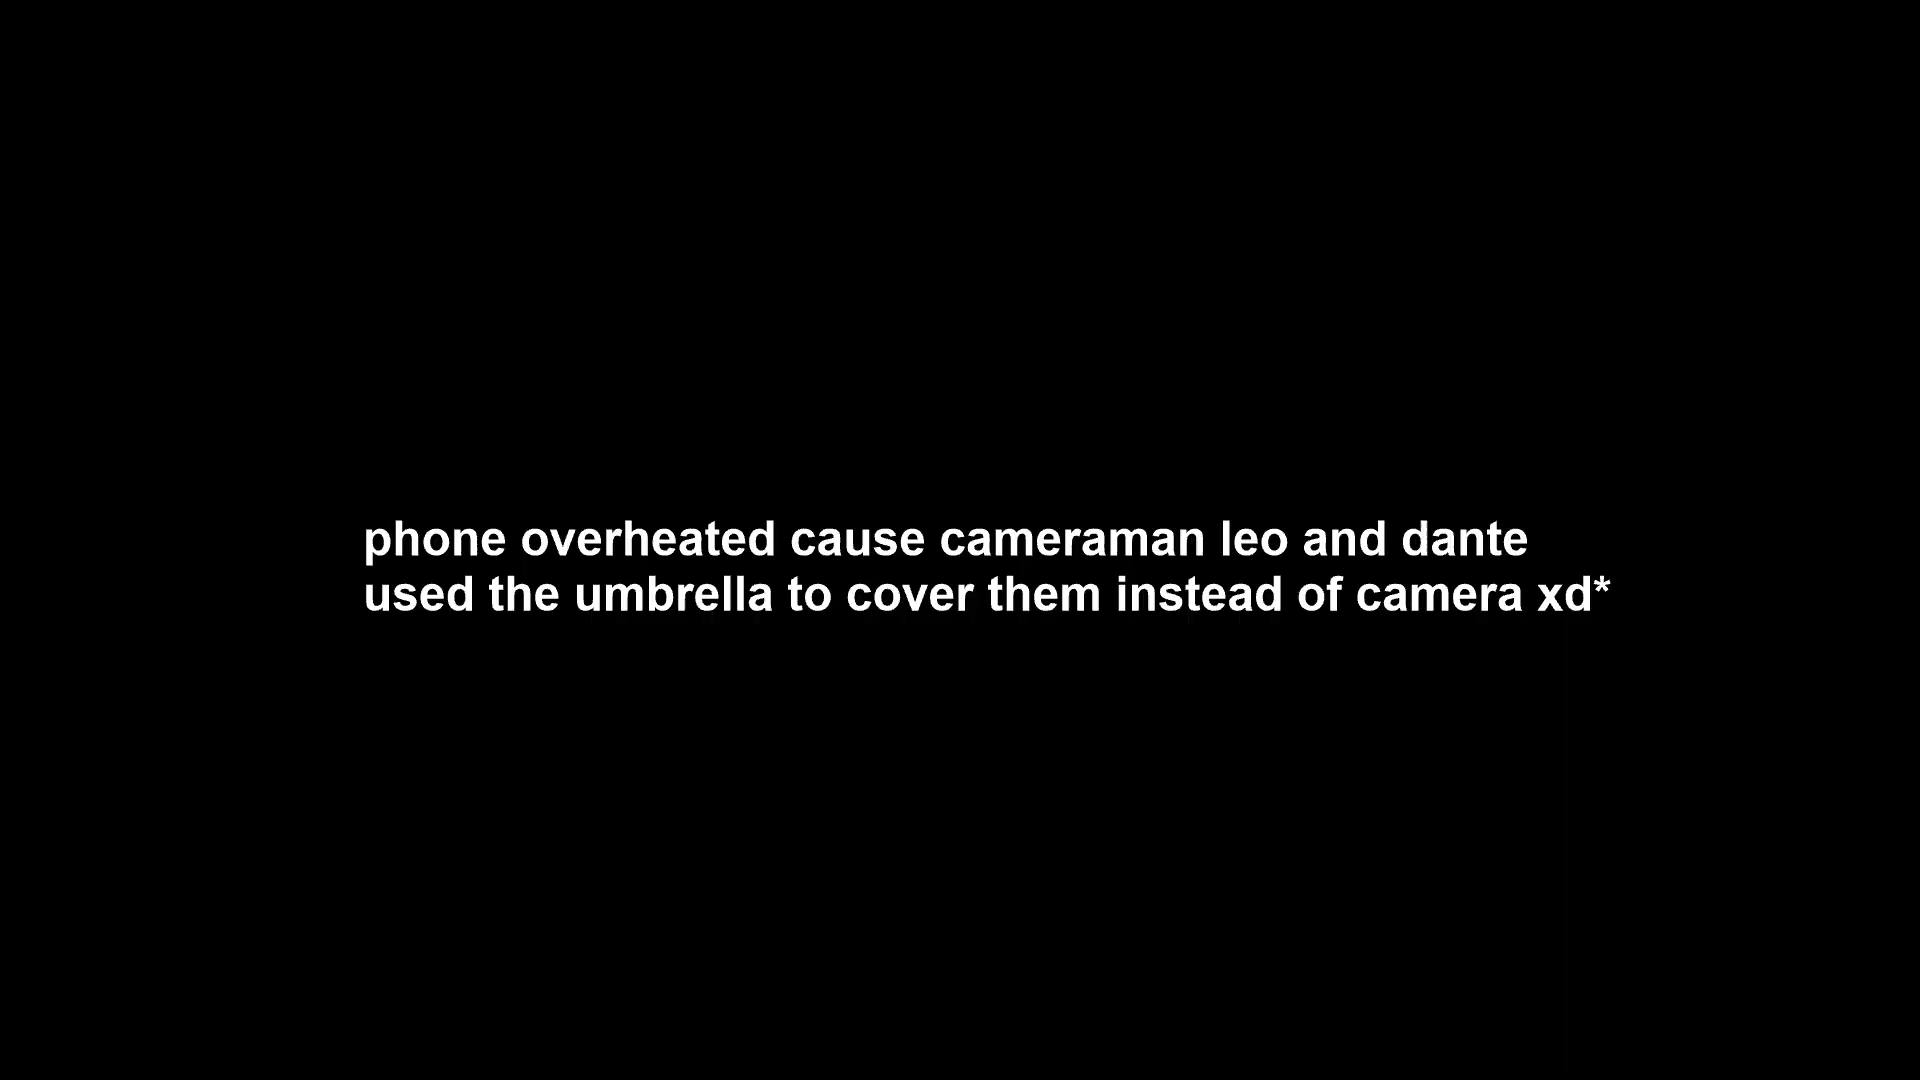 phone overheated cause cameraman leo and dante
used the umbrella to cover them instead of camera xd*